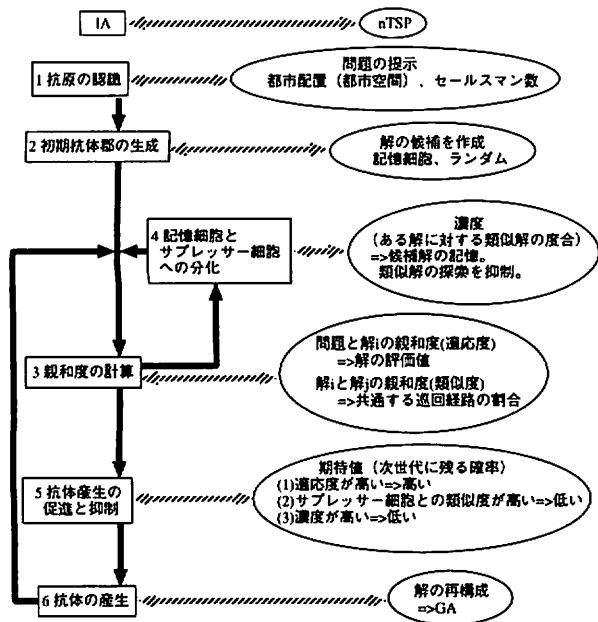 IA
nTSP
1 抗原の認識
問題の提示
都市配置（都市空間）、セールスマン数
2 初期抗体郡の生成
解の候補を作成
記憶細胞、ランダム
4 記憶細胞と
サプレッサー細胞
への分化
濃度
(ある解に対する類似解の度合)
=>候補解の記憶。
類似解の探索を抑制。
3 親和度の計算
問題と解iの親和度(適応度)
=>解の評価値
解iと解jの親和度(類似度)
=>共通する巡回経路の割合
5 抗体産生の
促進と抑制
期待値（次世代に残る確率）
(1)適応度が高い=>高い
(2)サプレッサー細胞との類似度が高い=>低い
(3)濃度が高い=>低い
6 抗体の産生
解の再構成
=>GA